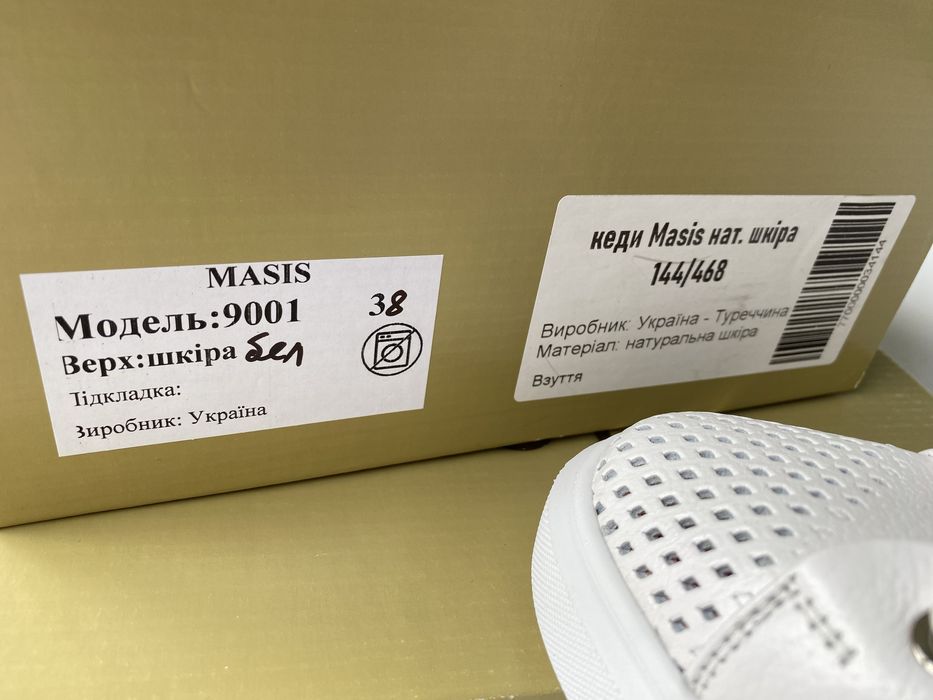 MASIS
Модель:9001 38
Верх:шкіра бел
Підкладка:
Виробник: Україна
кеди Masis нат. шкіра
144/468
Виробник: Україна - Туреччина
Матеріал: натуральна шкіра
Взуття
7700000034144